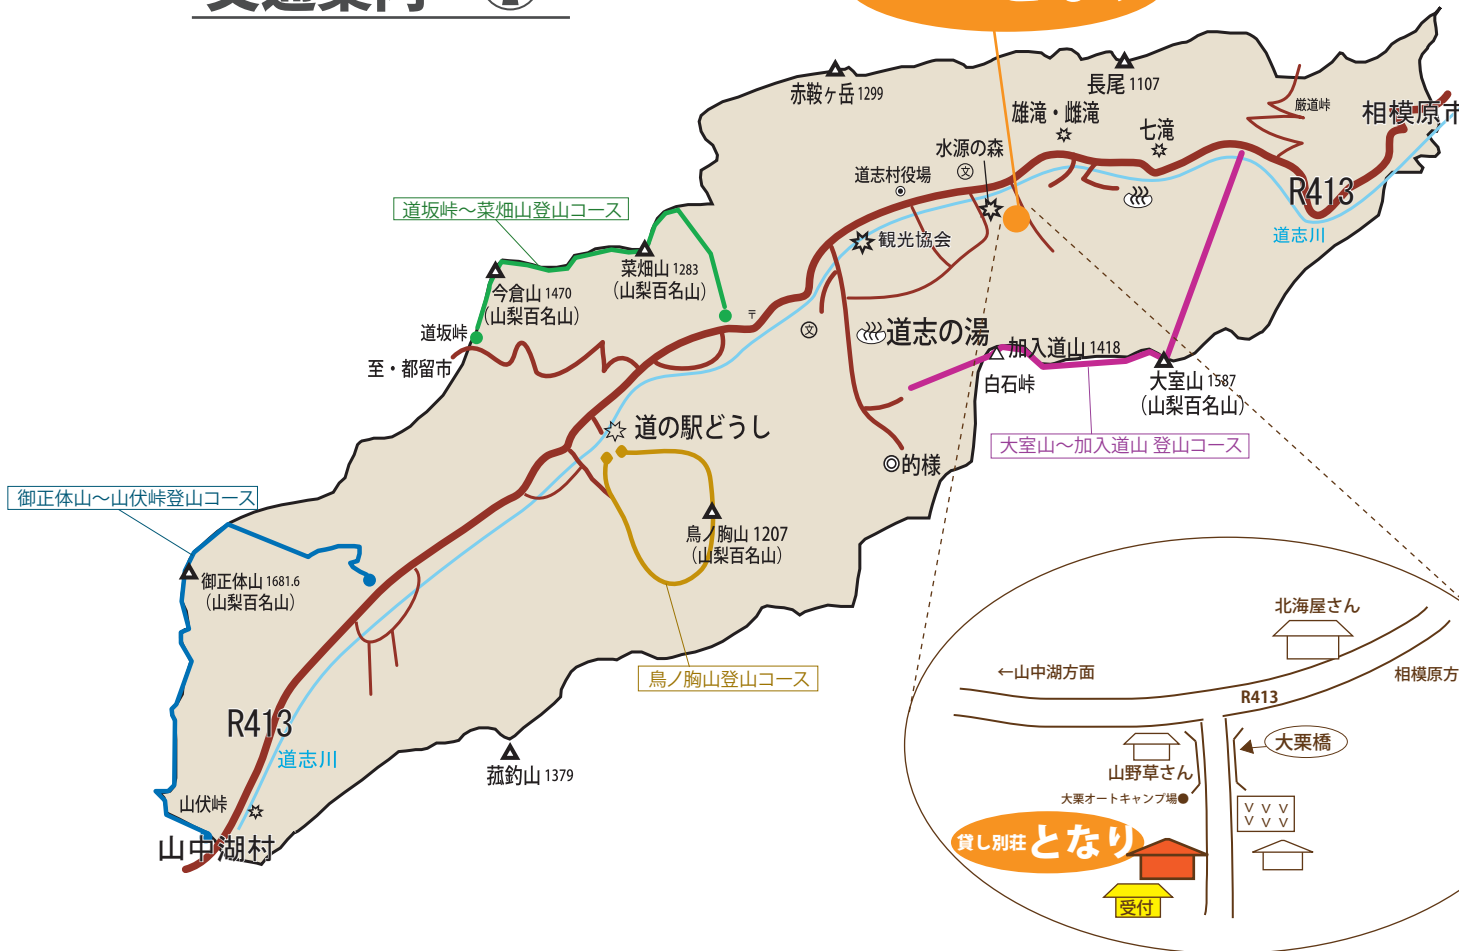 交通案内
赤鞍ヶ岳 1299
長尾 1107
厳道峠
相模原市
雄滝・雌滝
七滝
水源の森
文
道志村役場
R413
道志川
観光協会
道坂峠～菜畑山登山コース
菜畑山 1283
(山梨百名山)
今倉山 1470
(山梨百名山)
道坂峠
至・都留市
〒
文
道志の湯
加入道山 1418
白石峠
大室山 1587
(山梨百名山)
大室山～加入道山 登山コース
道の駅どうし
◎的様
御正体山～山伏峠登山コース
鳥ノ胸山 1207
(山梨百名山)
御正体山 1681.6
(山梨百名山)
鳥ノ胸山登山コース
R413
道志川
菰釣山 1379
山伏峠
山中湖村
北海屋さん
←山中湖方面
相模原方
R413
大栗橋
山野草さん
大栗オートキャンプ場●
貸し別荘 となり
受付